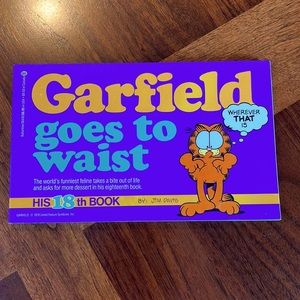 Garfield
goes to
waist
WHEREVER
THAT
IS
The world's funniest feline takes a bite out of life
and asks for more dessert in his eighteenth book.
HIS 18th BOOK
BY: JIM DAVIS